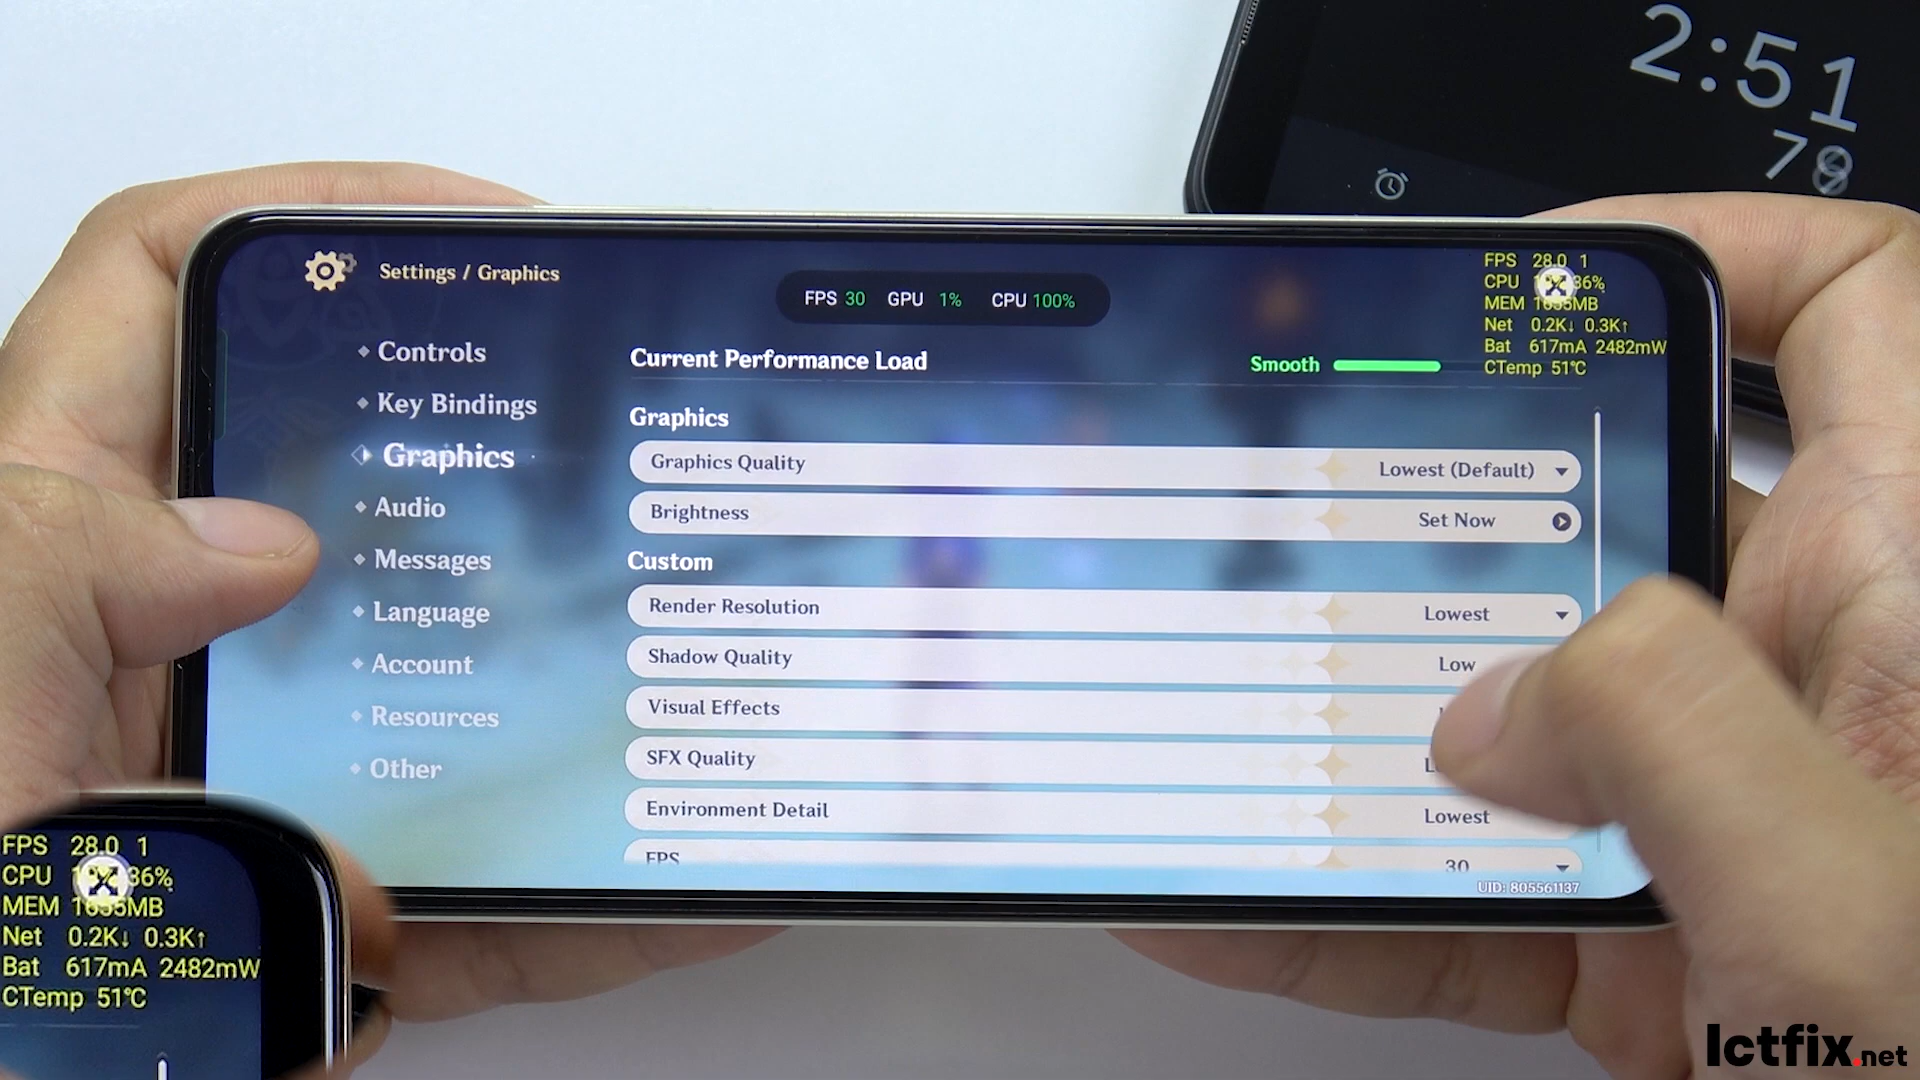 2:51
Settings / Graphics
FPS 30 GPU 1% CPU 100%
FPS 28.0 1
CPU 36%
MEM 1655MB
Net 0.2K↓ 0.3K↑
Bat 617mA 2482mW
CTemp 51℃
Controls
Key Bindings
Graphics
Audio
Messages
Language
Account
Resources
Other
Current Performance Load Smooth
Graphics
Graphics Quality Lowest (Default)
Brightness Set Now
Custom
Render Resolution Lowest
Shadow Quality Low
Visual Effects
SFX Quality
Environment Detail Lowest
FPS 30
UID: 805561137
FPS 28.0 1
CPU 36%
MEM 1655MB
Net 0.2K↓ 0.3K↑
Bat 617mA 2482mW
CTemp 51℃
Ictfix.net